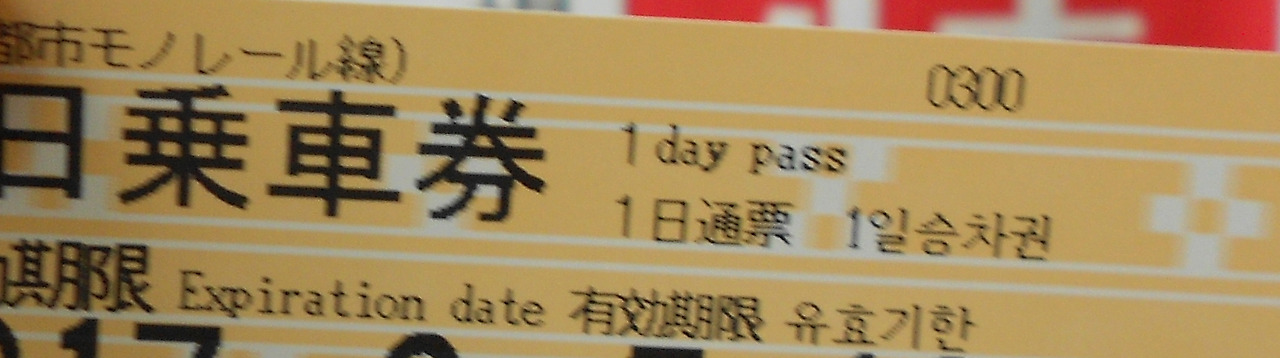 都市モノレール線)
0300
日乗車券
1 day pass
1日通票 1일승차권
効期限 Expiration date 有効期限 유효기한